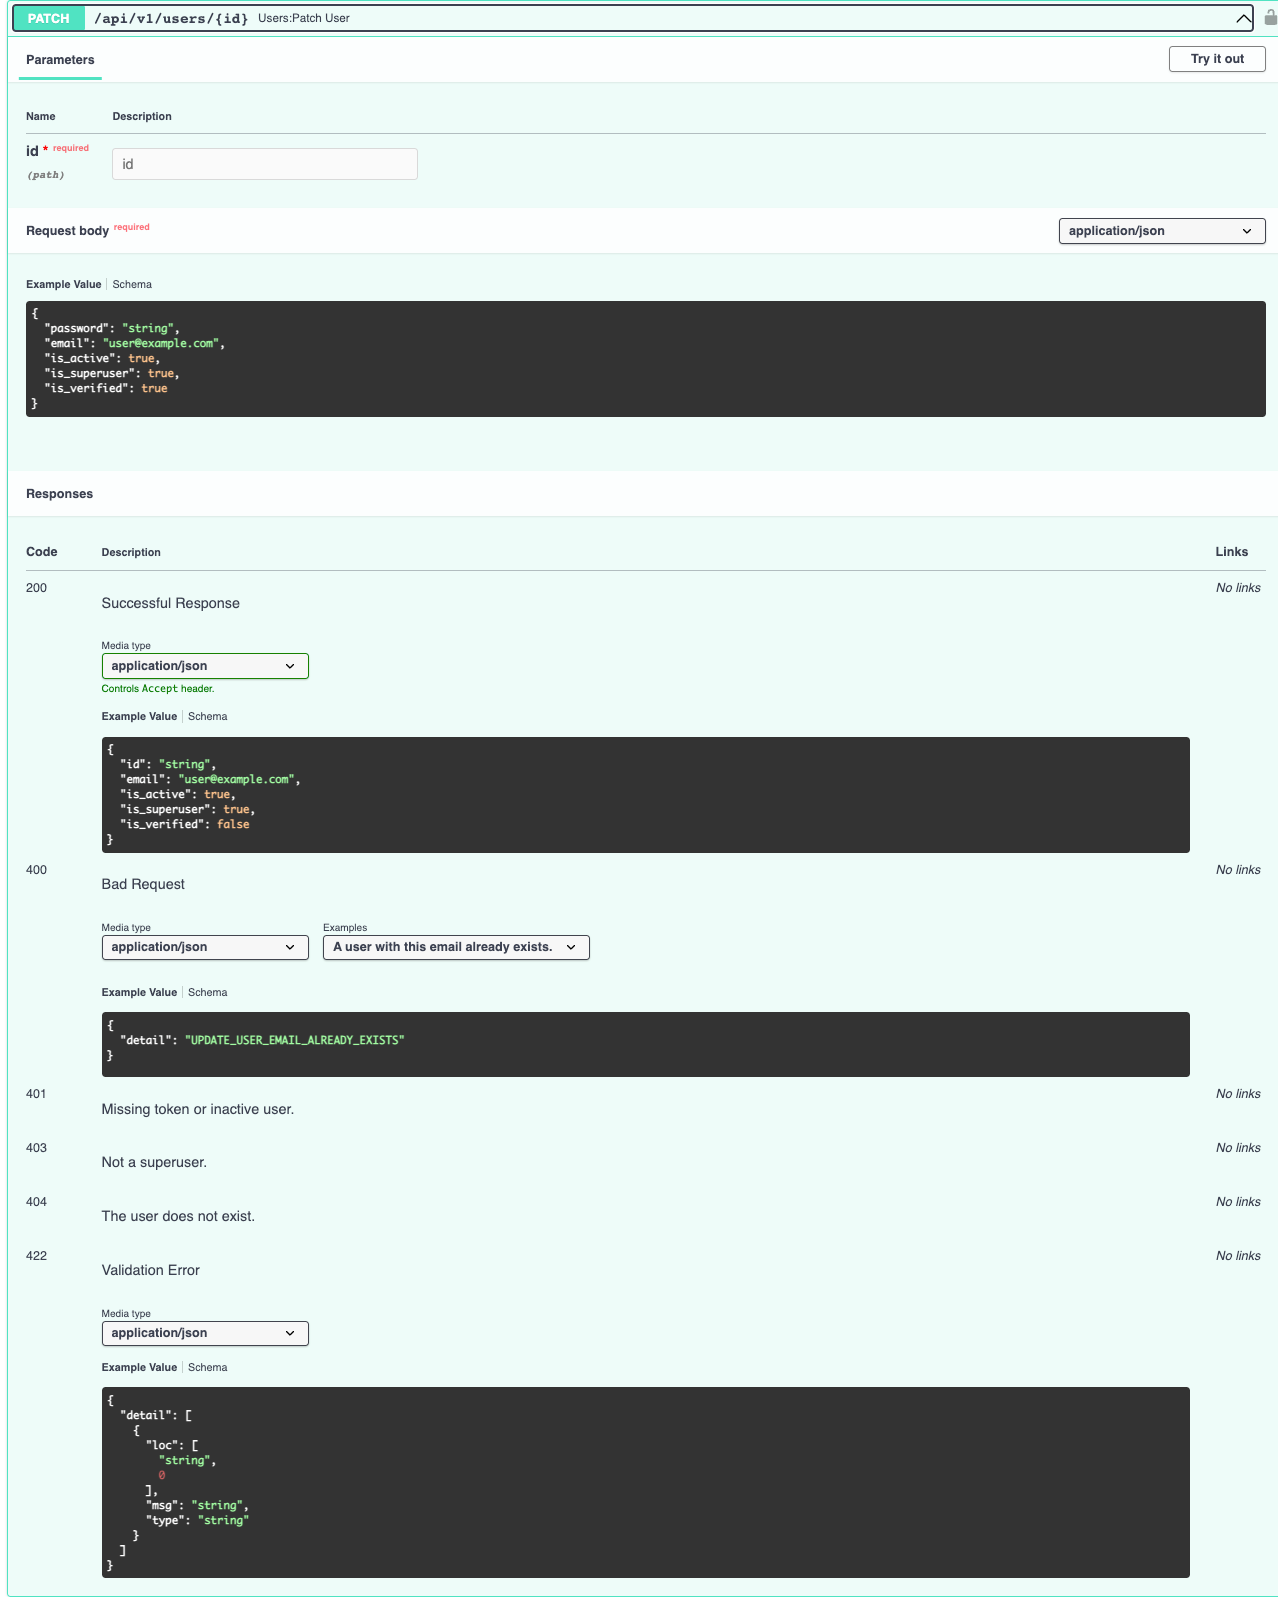 PATCH /api/v1/users/{id} Users:Patch User
Parameters
Try it out
Name Description
id * required
(path)
id
Request body required
application/json
Example Value Schema
{
  "password": "string",
  "email": "user@example.com",
  "is_active": true,
  "is_superuser": true,
  "is_verified": true
}
Responses
Code Description Links
200 No links
Successful Response
Media type
application/json
Controls Accept header.
Example Value Schema
{
  "id": "string",
  "email": "user@example.com",
  "is_active": true,
  "is_superuser": true,
  "is_verified": false
}
400 No links
Bad Request
Media type Examples
application/json A user with this email already exists.
Example Value Schema
{
  "detail": "UPDATE_USER_EMAIL_ALREADY_EXISTS"
}
401 No links
Missing token or inactive user.
403 No links
Not a superuser.
404 No links
The user does not exist.
422 No links
Validation Error
Media type
application/json
Example Value Schema
{
  "detail": [
    {
      "loc": [
        "string",
        0
      ],
      "msg": "string",
      "type": "string"
    }
  ]
}